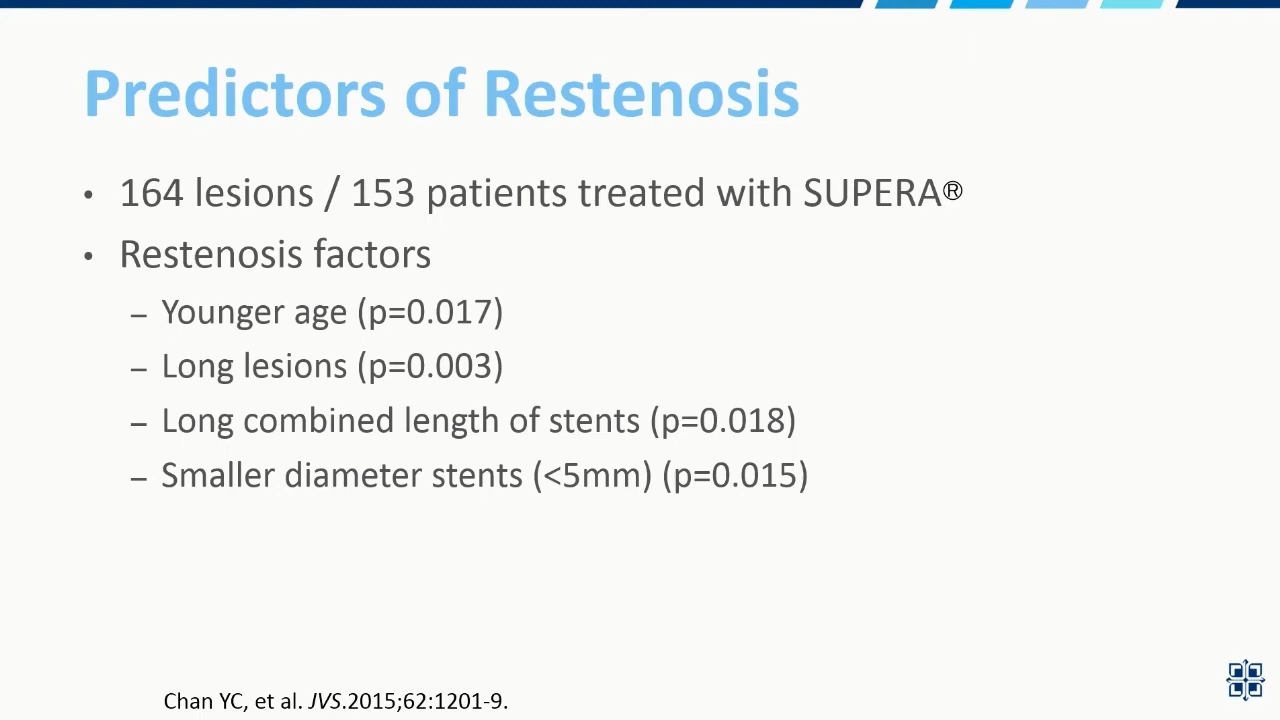 Predictors of Restenosis
• 164 lesions / 153 patients treated with SUPERA®
• Restenosis factors
– Younger age (p=0.017)
– Long lesions (p=0.003)
– Long combined length of stents (p=0.018)
– Smaller diameter stents (<5mm) (p=0.015)
Chan YC, et al. JVS.2015;62:1201-9.